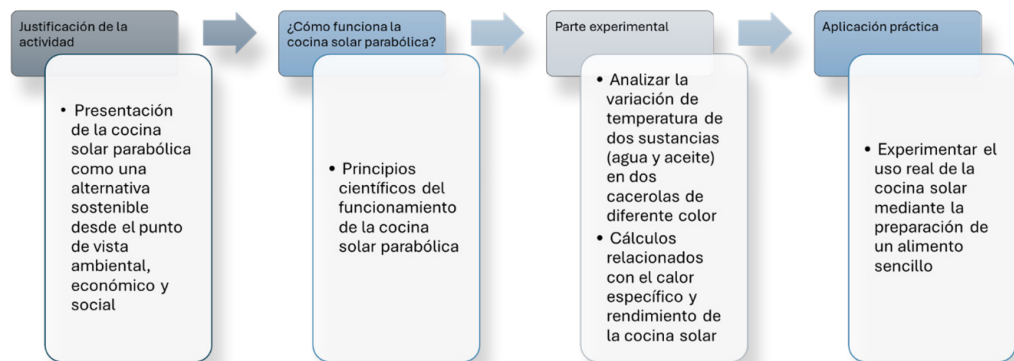 Justificación de la
actividad
• Presentación
de la cocina
solar parabólica
como una
alternativa
sostenible
desde el punto
de vista
ambiental,
económico y
social
¿Cómo funciona la
cocina solar parabólica?
• Principios
científicos del
funcionamiento
de la cocina
solar parabólica
Parte experimental
• Analizar la
variación de
temperatura de
dos sustancias
(agua y aceite)
en dos
cacerolas de
diferente color
• Cálculos
relacionados
con el calor
específico y
rendimiento de
la cocina solar
Aplicación práctica
• Experimentar el
uso real de la
cocina solar
mediante la
preparación de
un alimento
sencillo